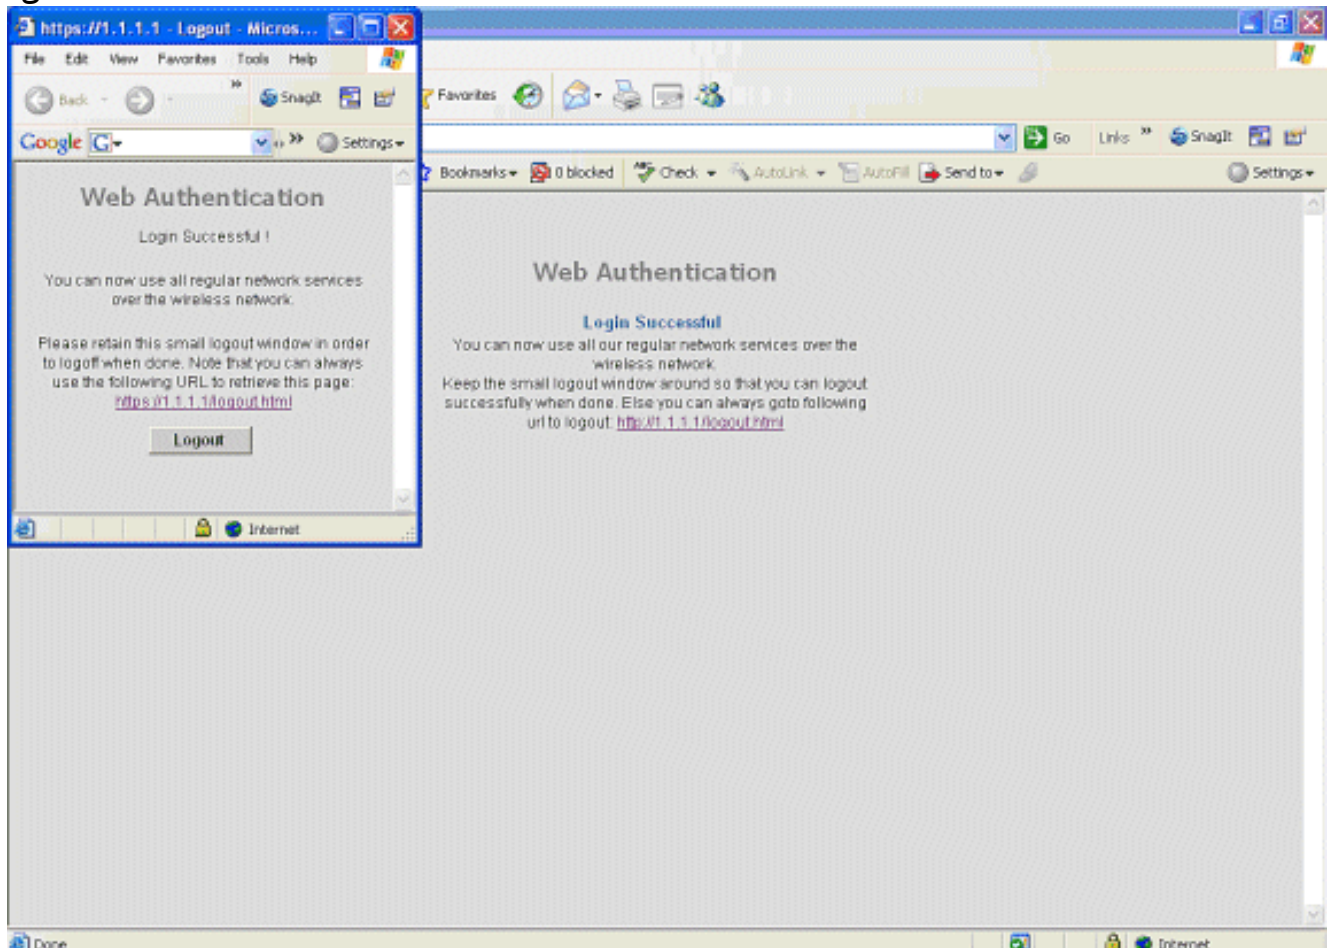 https://1.1.1.1 - Logout - Micros...
File Edit View Favorites Tools Help
Back
SnagIt
Google G
Settings
Web Authentication
Login Successful !
You can now use all regular network services
over the wireless network.
Please retain this small logout window in order
to logoff when done. Note that you can always
use the following URL to retrieve this page:
https://1.1.1.1/logout.html
Logout
Internet
Favorites
Go Links SnagIt
Bookmarks 0 blocked Check AutoLink AutoFill Send to Settings
Web Authentication
Login Successful
You can now use all our regular network services over the
wireless network
Keep the small logout window around so that you can logout
successfully when done. Else you can always goto following
url to logout: http://1.1.1.1/logout.html
Done Internet